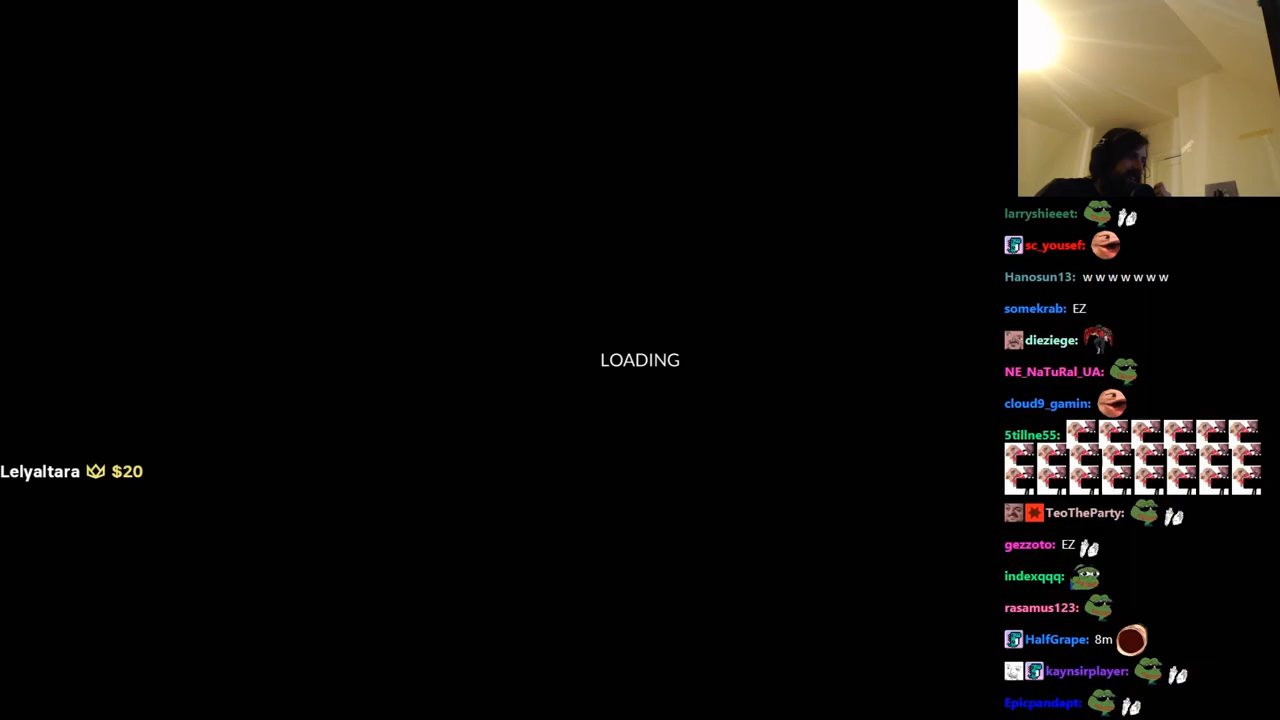 larryshieeet:
sc_yousef:
Hanosun13: w w w w w w w
somekrab: EZ
dieziege:
NE_NaTuRal_UA:
cloud9_gamin:
5tillne55:
LOADING
Lelyaltara $20
TeoTheParty:
gezzoto: EZ
indexqqq:
rasamus123:
HalfGrape: 8m
kaynsirplayer:
Epicpandapt: